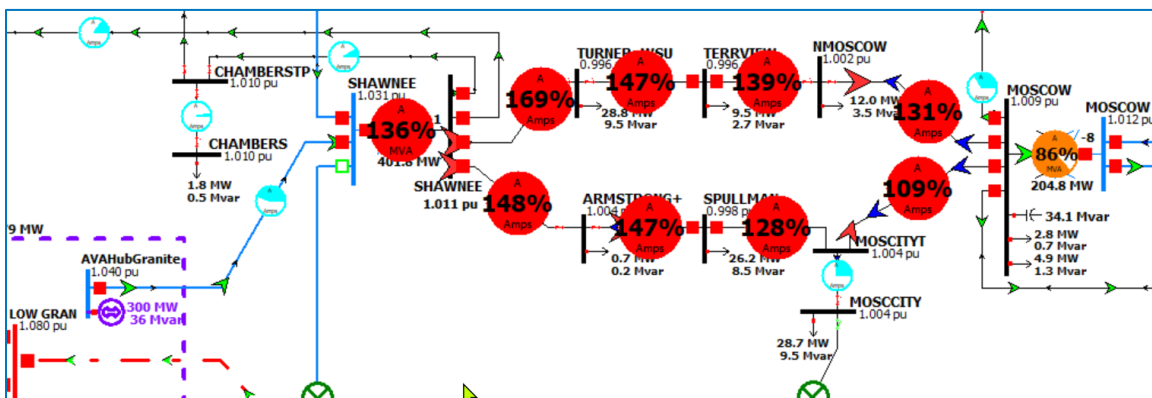 A
Amps
A
Amps
CHAMBERSTP
1.010 pu
Amps
CHAMBERS
1.010 pu
1.8 MW
0.5 Mvar
A
Amps
9 MW
AVAHubGranite
1.040 pu
300 MW
36 Mvar
LOW GRAN
1.080 pu
SHAWNEE
1.031 pu
A
136%
MVA
1
401.8 MW
SHAWNEE
1.011 pu
A
169%
Amps
A
148%
Amps
TURNER WSU
0.996
A
147%
Amps
28.8 MW
9.5 Mvar
TERRVIEW
0.996
A
139%
Amps
9.5 MW
2.7 Mvar
NMOSCOW
1.002 pu
12.0 MW
3.5 Mvar
A
131%
Amps
A
109%
Amps
ARMSTRONG+
1.004
A
147%
Amps
0.7 MW
0.2 Mvar
SPULLMAN
0.998 pu
A
128%
Amps
26.2 MW
8.5 Mvar
MOSCITYT
1.004 pu
A
Amps
MOSCCITY
1.004 pu
28.7 MW
9.5 Mvar
A
Amps
MOSCOW
1.009 pu
A
86%
MVA
-8
204.8 MW
MOSCOW
1.012 pu
34.1 Mvar
2.8 MW
0.7 Mvar
4.9 MW
1.3 Mvar